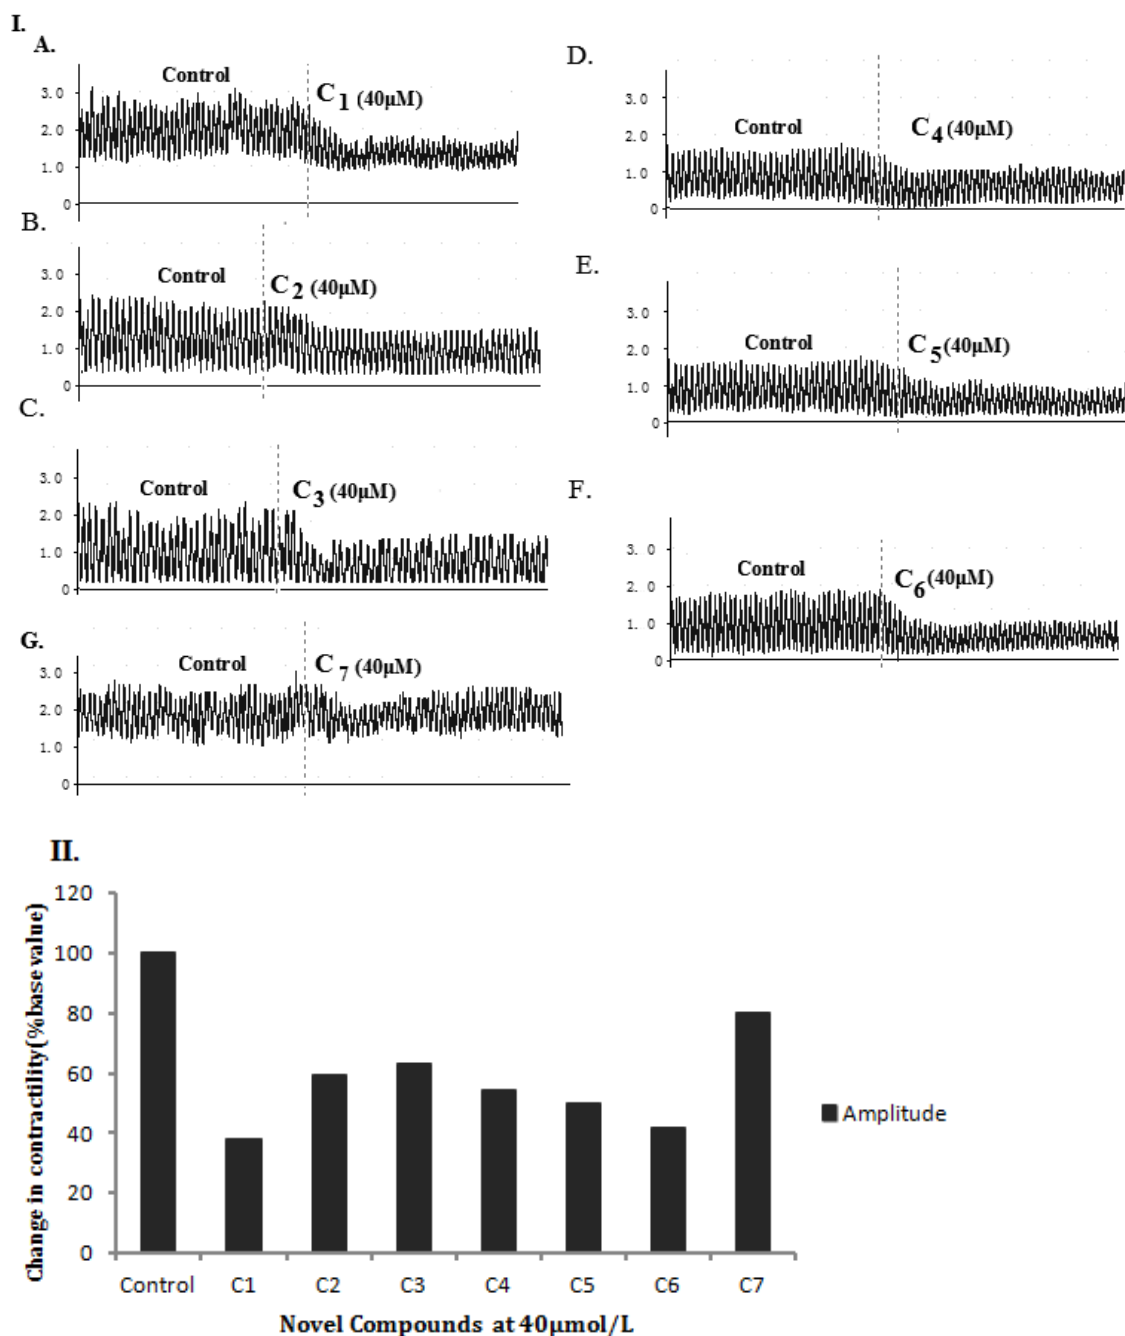 I.
A.
Control
C1 (40µM)
3.0
2.0
1.0
0
B.
Control
C2 (40µM)
3.0
2.0
1.0
0
C.
Control
C3 (40µM)
3.0
2.0
1.0
0
G.
Control
C7 (40µM)
3.0
2.0
1.0
0
D.
Control
C4 (40µM)
3.0
2.0
1.0
0
E.
Control
C5 (40µM)
3.0
2.0
1.0
0
F.
Control
C6 (40µM)
3.0
2.0
1.0
0
II.
Change in contractility(%base value)
120
100
80
60
40
20
0
Control C1 C2 C3 C4 C5 C6 C7
Amplitude
Novel Compounds at 40µmol/L